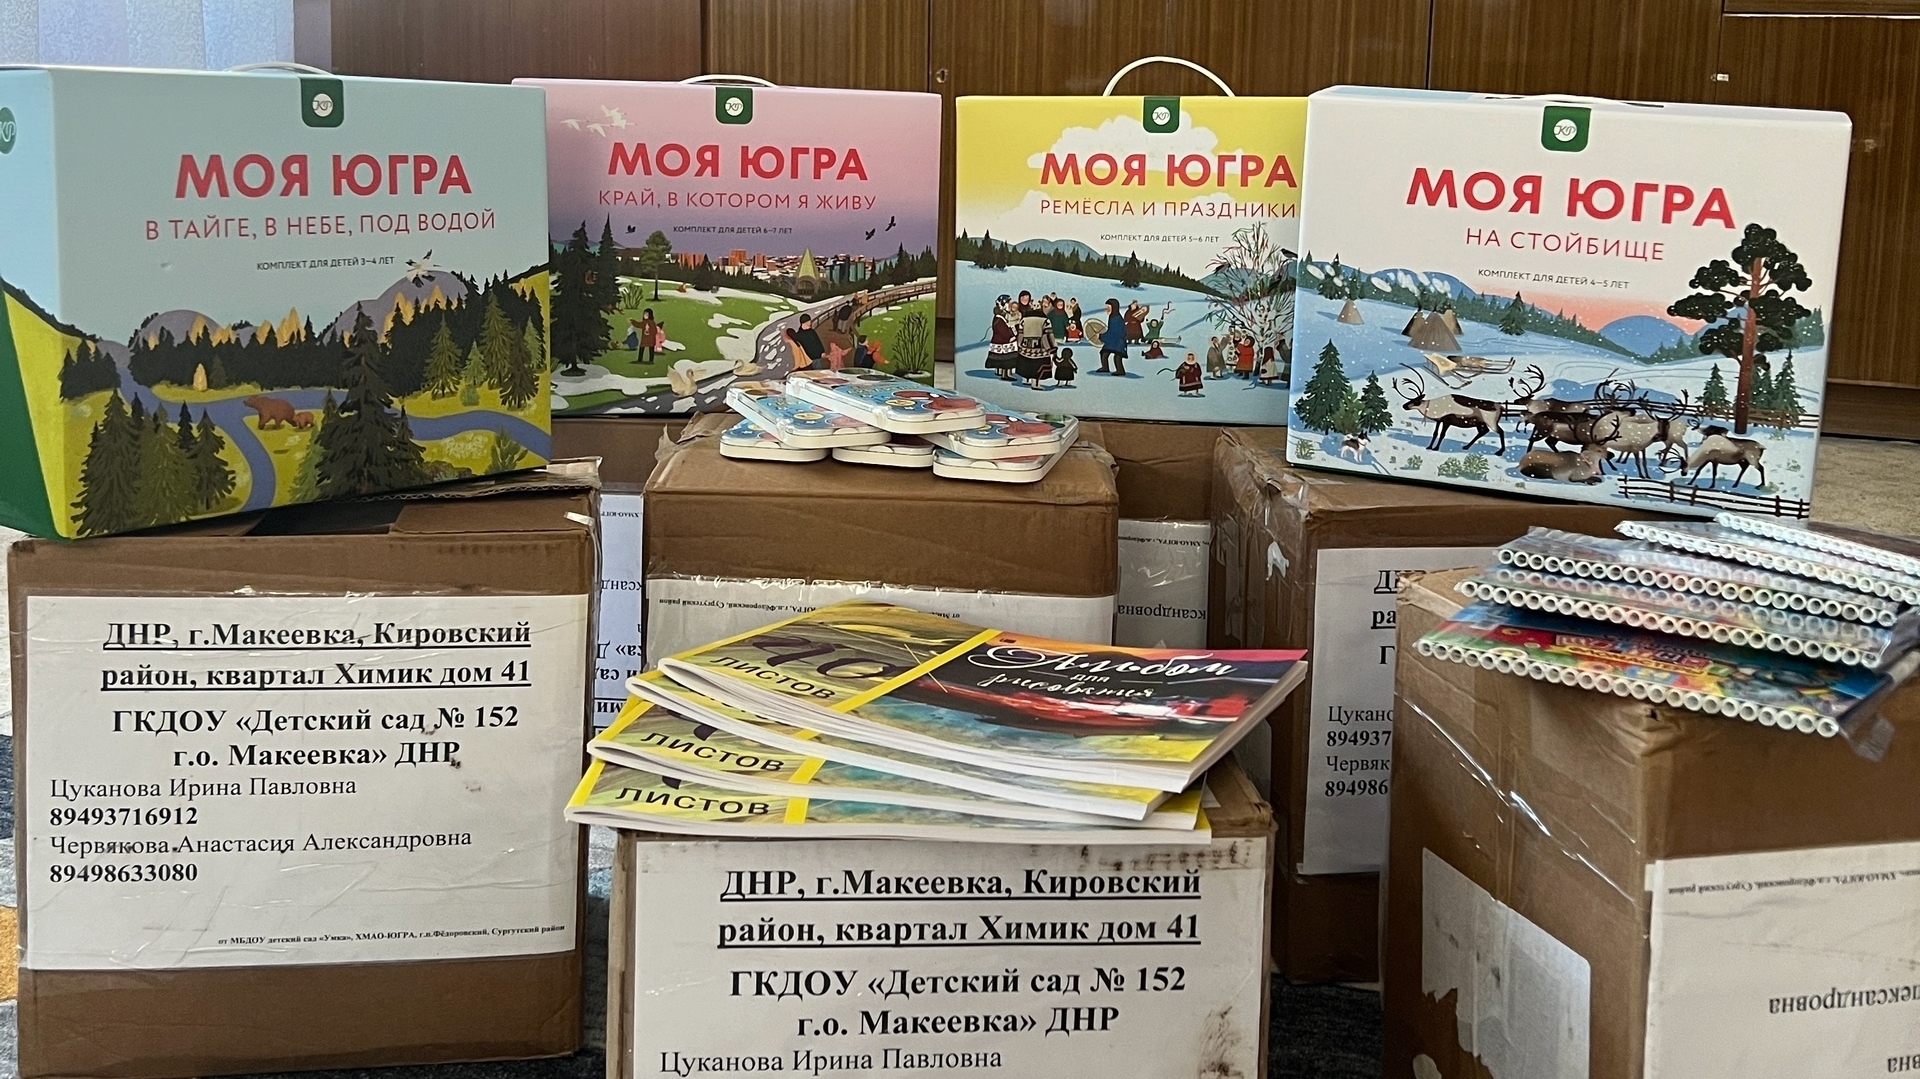 МОЯ ЮГРА
В ТАЙГЕ, В НЕБЕ, ПОД ВОДОЙ
КОМПЛЕКТ ДЛЯ ДЕТЕЙ 3–4 ЛЕТ
МОЯ ЮГРА
КРАЙ, В КОТОРОМ Я ЖИВУ
КОМПЛЕКТ ДЛЯ ДЕТЕЙ 6–7 ЛЕТ
МОЯ ЮГРА
РЕМЁСЛА И ПРАЗДНИКИ
КОМПЛЕКТ ДЛЯ ДЕТЕЙ 5–6 ЛЕТ
МОЯ ЮГРА
НА СТОЙБИЩЕ
КОМПЛЕКТ ДЛЯ ДЕТЕЙ 4–5 ЛЕТ
ДНР, г.Макеевка, Кировский
район, квартал Химик дом 41
ГКДОУ «Детский сад № 152
г.о. Макеевка» ДНР
Цуканова Ирина Павловна
89493716912
Червякова Анастасия Александровна
89498633080
от МБДОУ детский сад «Умка», ХМАО-ЮГРА, г.п.Фёдоровский, Сургутский район
40
ЛИСТОВ
Альбом
для
рисования
ЛИСТОВ
ЛИСТОВ
ДНР, г.Макеевка, Кировский
район, квартал Химик дом 41
ГКДОУ «Детский сад № 152
г.о. Макеевка» ДНР
Цуканова Ирина Павловна